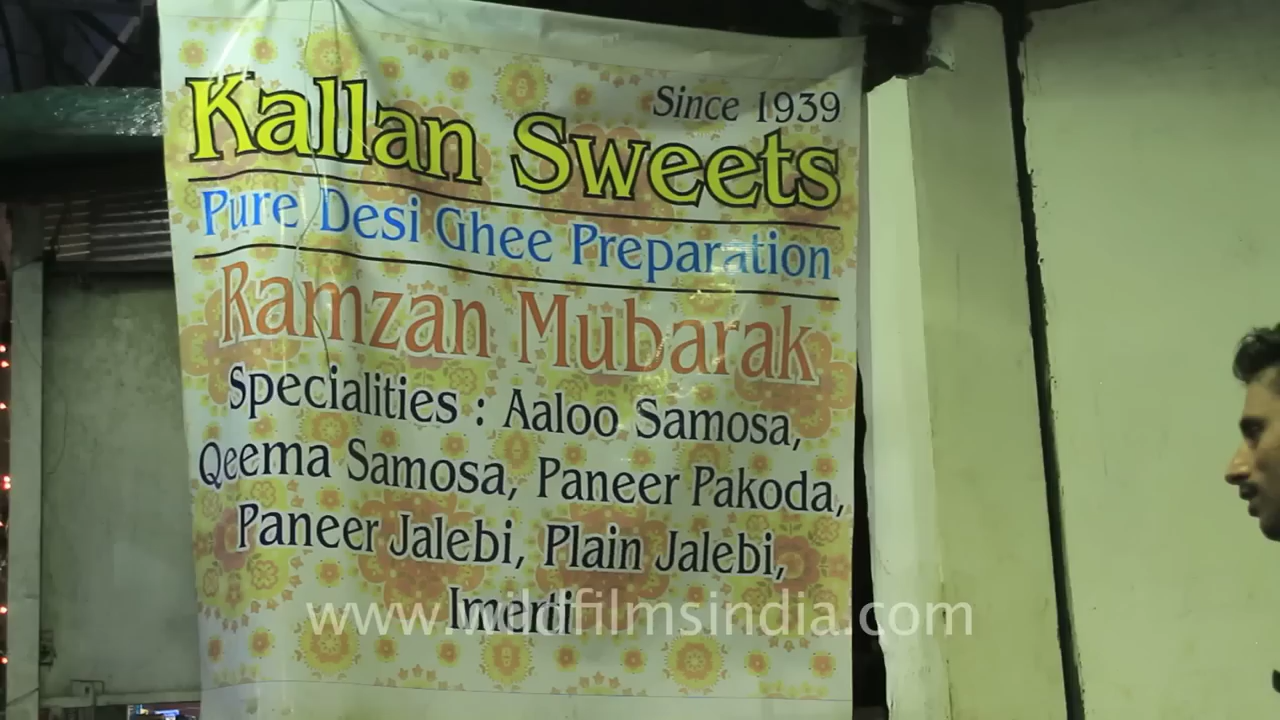 Since 1939
Kallan Sweets
Pure Desi Ghee Preparation
Ramzan Mubarak
Specialities : Aaloo Samosa,
Qeema Samosa, Paneer Pakoda,
Paneer Jalebi, Plain Jalebi,
Imerti
www.wildfilmsindia.com